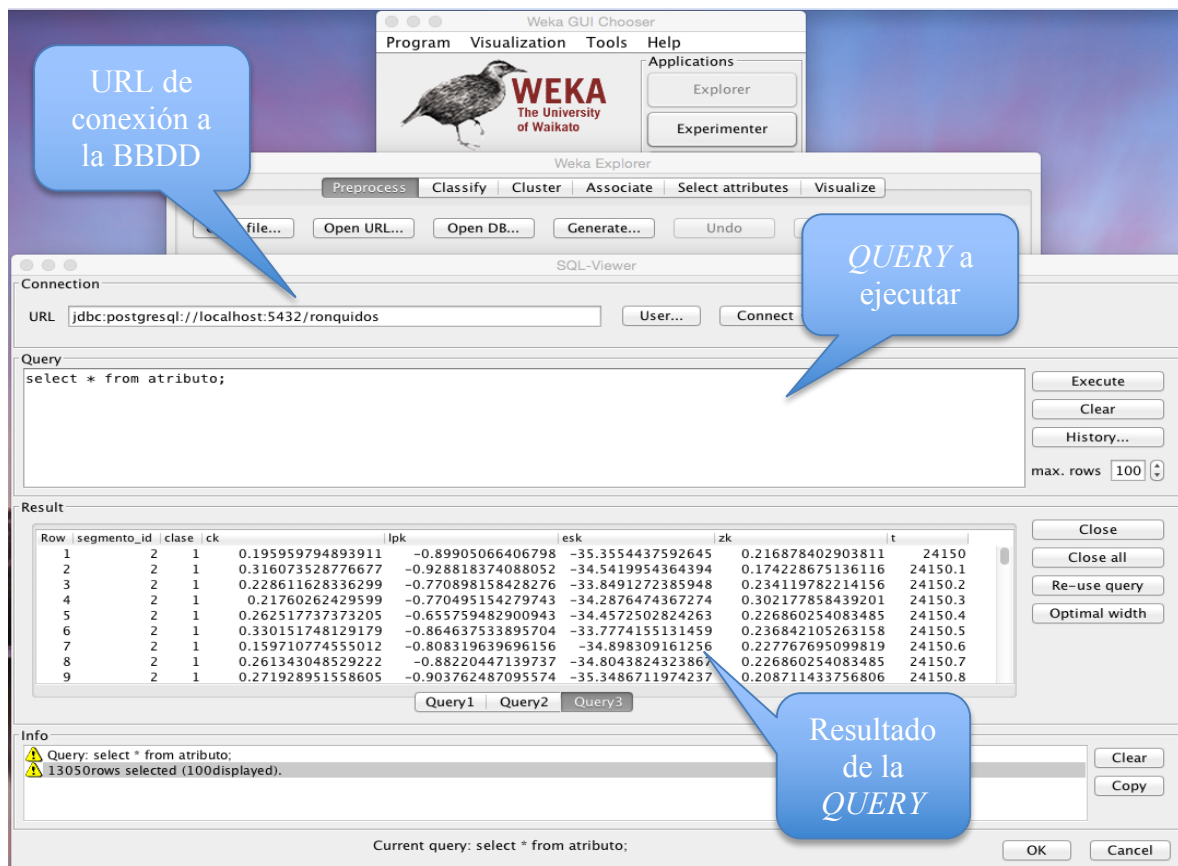 Weka GUI Chooser
Program Visualization Tools Help
WEKA
The University
of Waikato
Applications
Explorer
Experimenter
URL de
conexión a
la BBDD
Weka Explorer
Preprocess Classify Cluster Associate Select attributes Visualize
file... Open URL... Open DB... Generate... Undo
QUERY a
ejecutar
SQL-Viewer
Connection
URL jdbc:postgresql://localhost:5432/ronquidos User... Connect
Query
select * from atributo;
Execute
Clear
History...
max. rows 100
Result
Row segmento_id clase ck lpk esk zk t
1 2 1 0.1959597948939​11 -0.89905066406798 -35.3554437592645 0.216878402903811 24150
2 2 1 0.316073528776677 -0.928818374088052 -34.5419954364394 0.174228675136116 24150.1
3 2 1 0.228611628336299 -0.770898158428276 -33.8491272385948 0.234119782214156 24150.2
4 2 1 0.21760262429599 -0.770495154279743 -34.2876474367274 0.302177858439201 24150.3
5 2 1 0.262517737373205 -0.655759482900943 -34.4572502824263 0.226860254083485 24150.4
6 2 1 0.330151748129179 -0.864637533895704 -33.7774155131459 0.236842105263158 24150.5
7 2 1 0.159710774555012 -0.808319639696156 -34.898309161256 0.227767695099819 24150.6
8 2 1 0.261343048529222 -0.88220447139737 -34.8043824323867 0.226860254083485 24150.7
9 2 1 0.271928951558605 -0.903762487095574 -35.3486711974237 0.208711433756806 24150.8
Close
Close all
Re-use query
Optimal width
Query1 Query2 Query3
Resultado
de la
QUERY
Info
Query: select * from atributo;
13050rows selected (100displayed).
Clear
Copy
Current query: select * from atributo;
OK Cancel